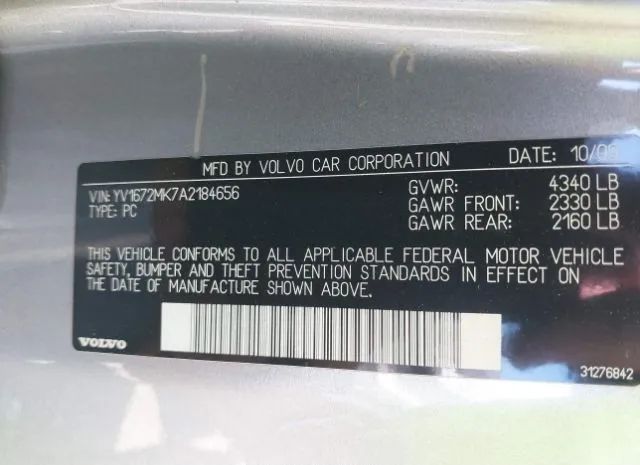 MFD BY VOLVO CAR CORPORATION DATE: 10/09
VIN: YV1672MK7A2184656 GVWR: 4340 LB
TYPE: PC GAWR FRONT: 2330 LB
GAWR REAR: 2160 LB
THIS VEHICLE CONFORMS TO ALL APPLICABLE FEDERAL MOTOR VEHICLE
SAFETY, BUMPER AND THEFT PREVENTION STANDARDS IN EFFECT ON
THE DATE OF MANUFACTURE SHOWN ABOVE.
VOLVO
31276842